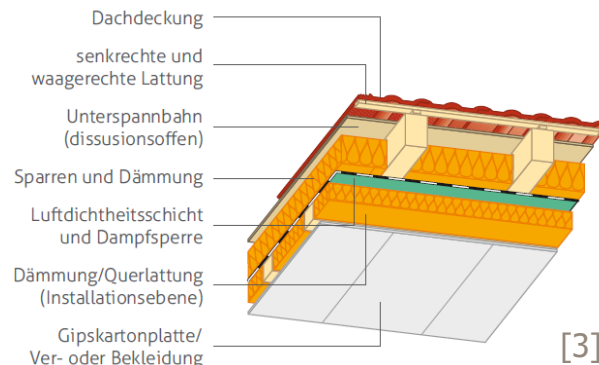 Dachdeckung
senkrechte und
waagerechte Lattung
Unterspannbahn
(dissusionsoffen)
Sparren und Dämmung
Luftdichtheitsschicht
und Dampfsperre
Dämmung/Querlattung
(Installationsebene)
Gipskartonplatte/
Ver- oder Bekleidung
[3]